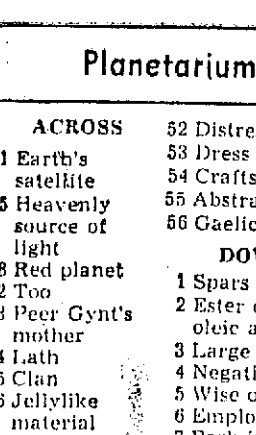 Planetarium
ACROSS
1 Earth's
satellite
5 Heavenly
source of
light
8 Red planet
2 Too
3 Peer Gynt's
mother
4 Lath
5 Clan
6 Jellylike
material
52 Distre
53 Dress
54 Crafts
55 Abstra
56 Gaelic
DOW
1 Spars
2 Ester o
oleic a
3 Large
4 Negati
5 Wise o
6 Emplo